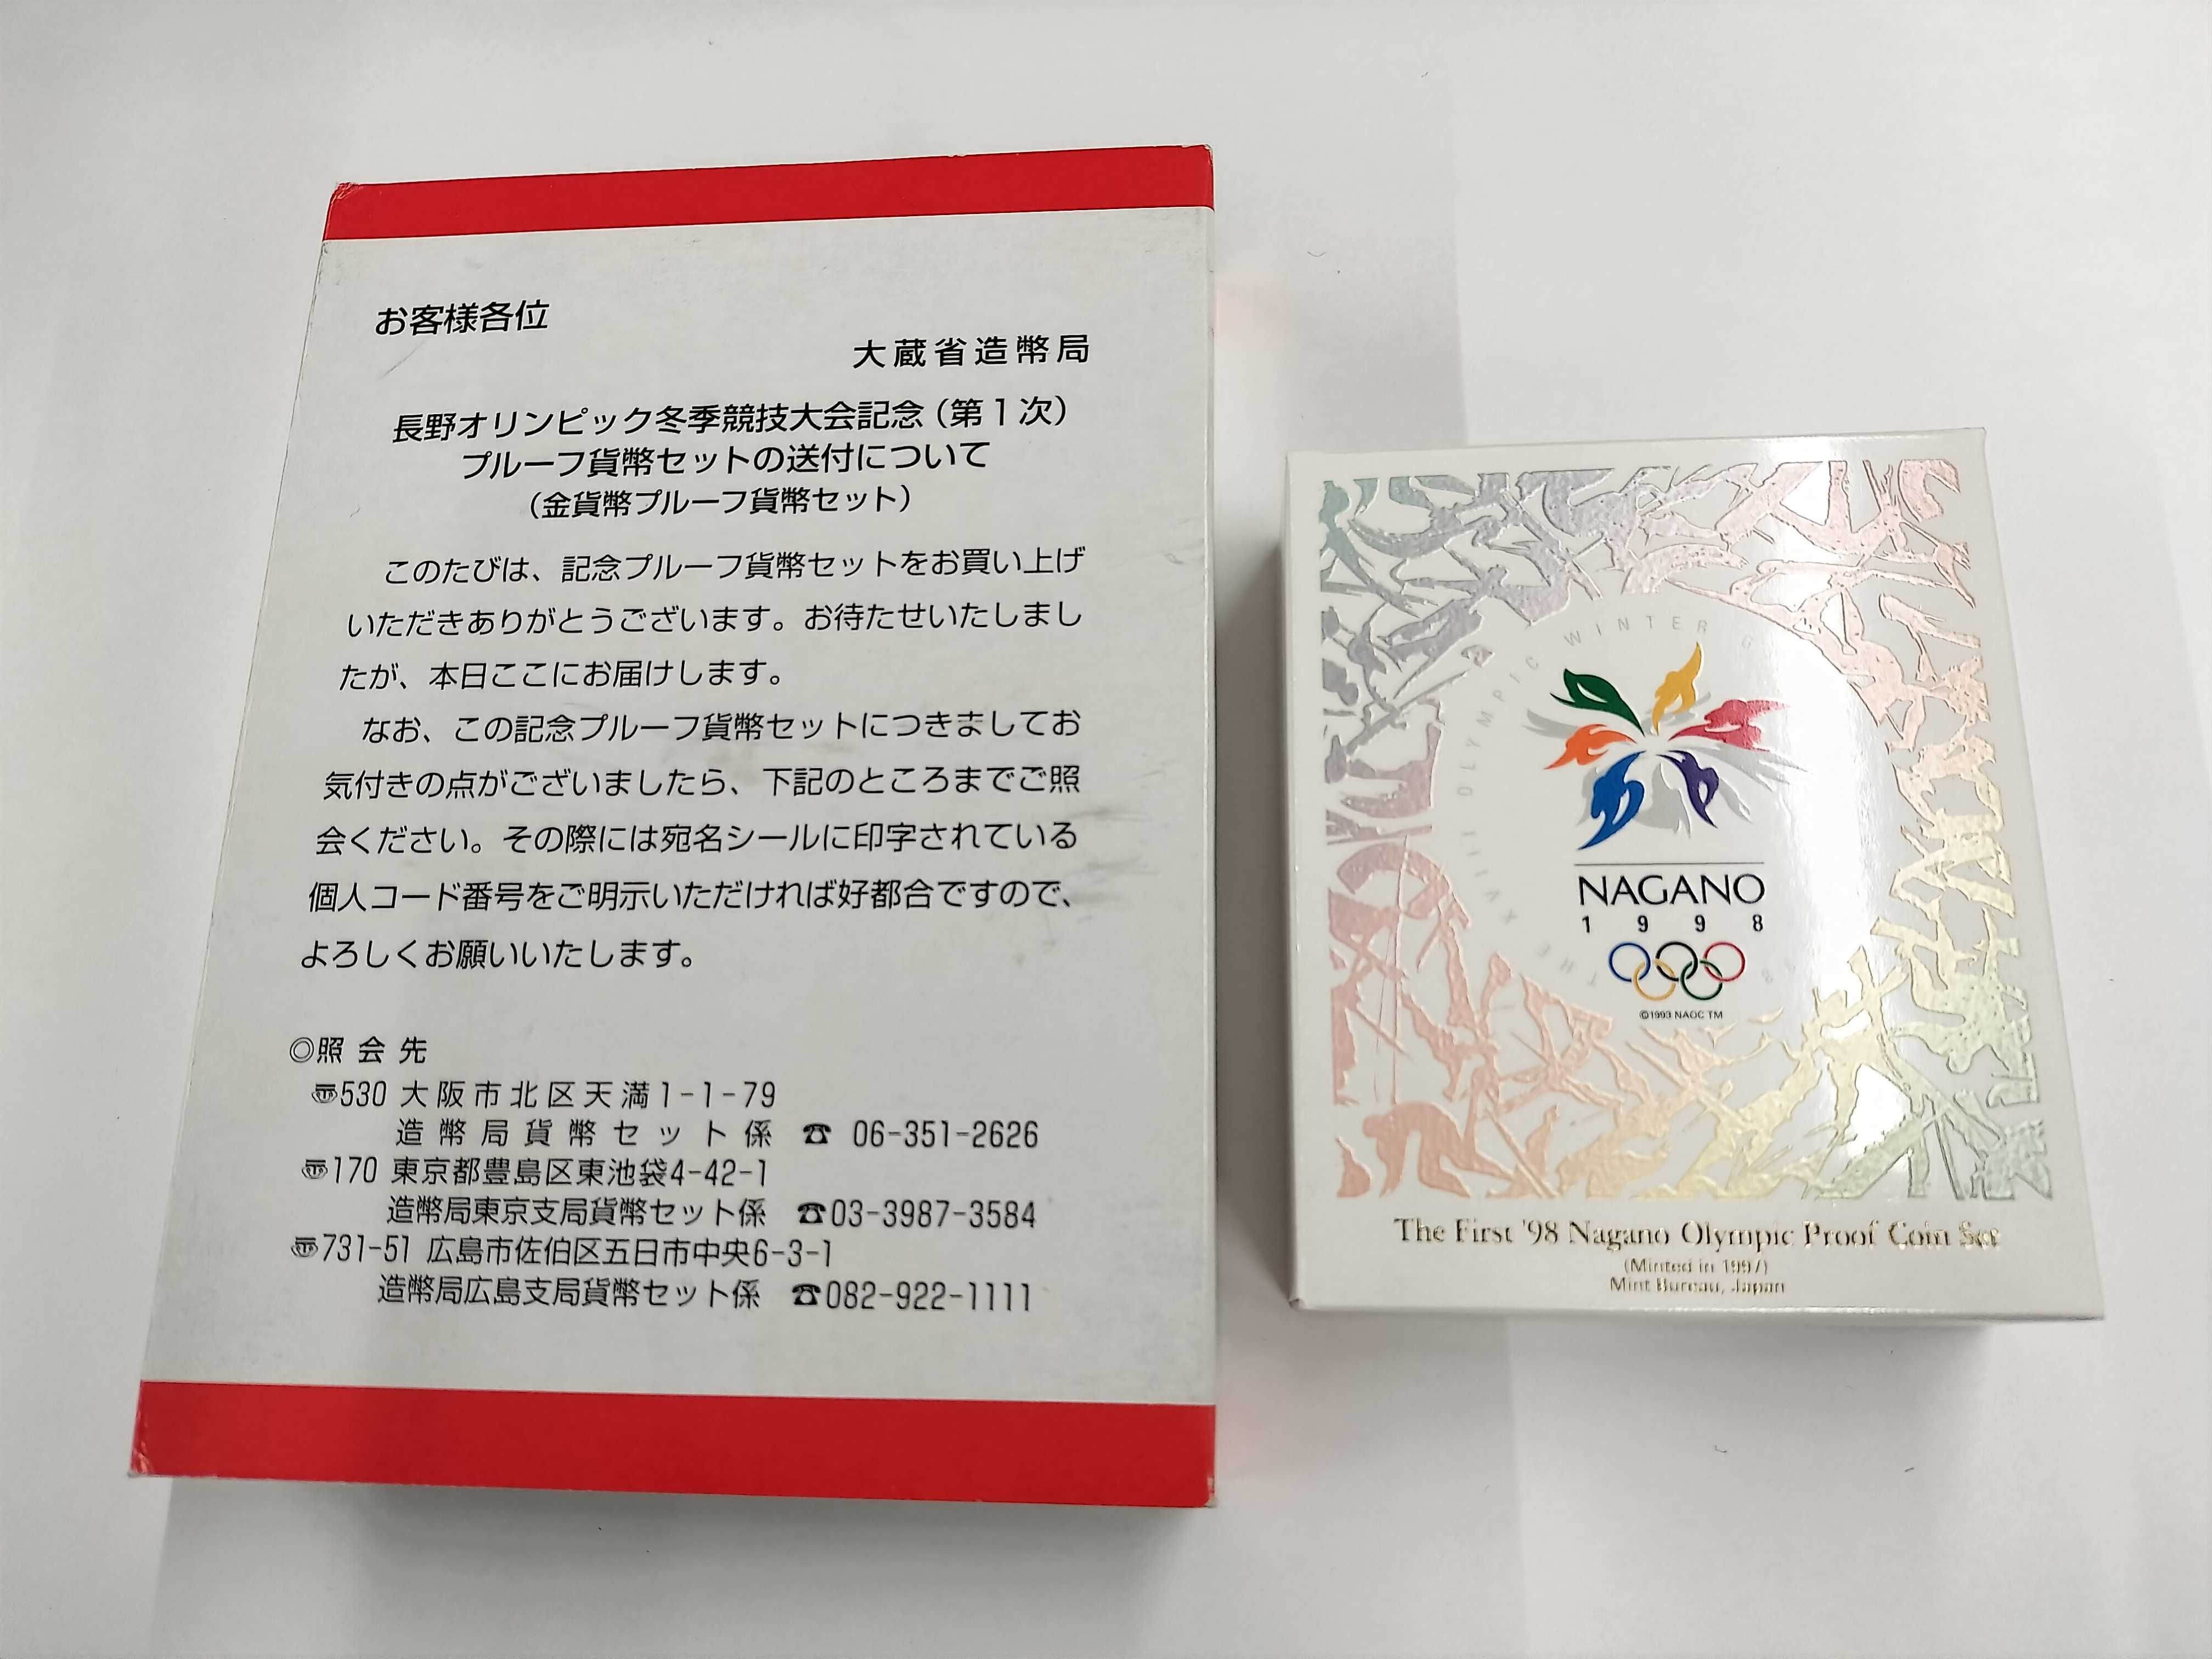 お客様各位
大蔵省造幣局
長野オリンピック冬季競技大会記念(第1次)
プルーフ貨幣セットの送付について
(金貨幣プルーフ貨幣セット)
このたびは、記念プルーフ貨幣セットをお買い上げ
いただきありがとうございます。お待たせいたしまし
たが、本日ここにお届けします。
なお、この記念プルーフ貨幣セットにつきましてお
気付きの点がございましたら、下記のところまでご照
会ください。その際には宛名シールに印字されている
個人コード番号をご明示いただければ好都合ですので、
よろしくお願いいたします。
◎照会先
〠530 大阪市北区天満1-1-79
造幣局貨幣セット係 ☎ 06-351-2626
〠170 東京都豊島区東池袋4-42-1
造幣局東京支局貨幣セット係 ☎03-3987-3584
〠731-51 広島市佐伯区五日市中央6-3-1
造幣局広島支局貨幣セット係 ☎082-922-1111
THE XVIII OLYMPIC WINTER G
NAGANO
1998
©1993 NAOC TM
The First '98 Nagano Olympic Proof Coin Set
(Minted in 1997)
Mint Bureau, Japan